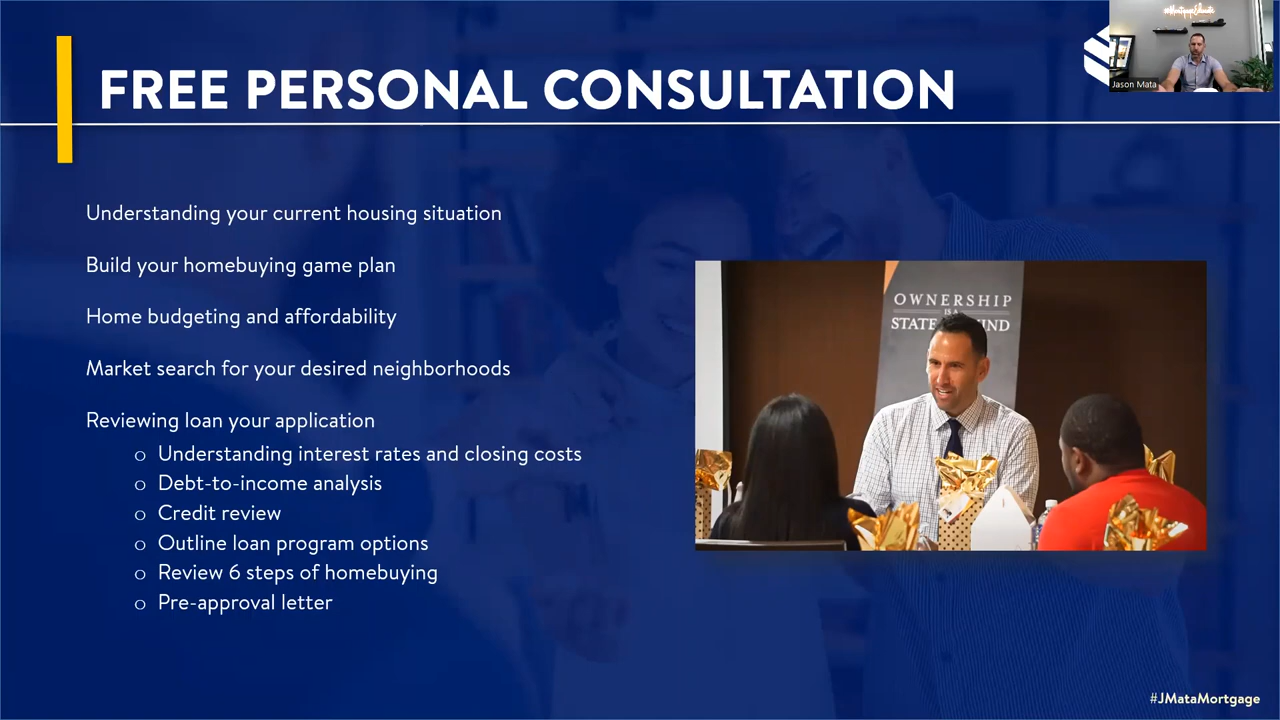 FREE PERSONAL CONSULTATION
Jason Mata
Understanding your current housing situation
Build your homebuying game plan
Home budgeting and affordability
Market search for your desired neighborhoods
Reviewing loan your application
o Understanding interest rates and closing costs
o Debt-to-income analysis
o Credit review
o Outline loan program options
o Review 6 steps of homebuying
o Pre-approval letter
OWNERSHIP
IS A
STATE
IND
#JMataMortgage